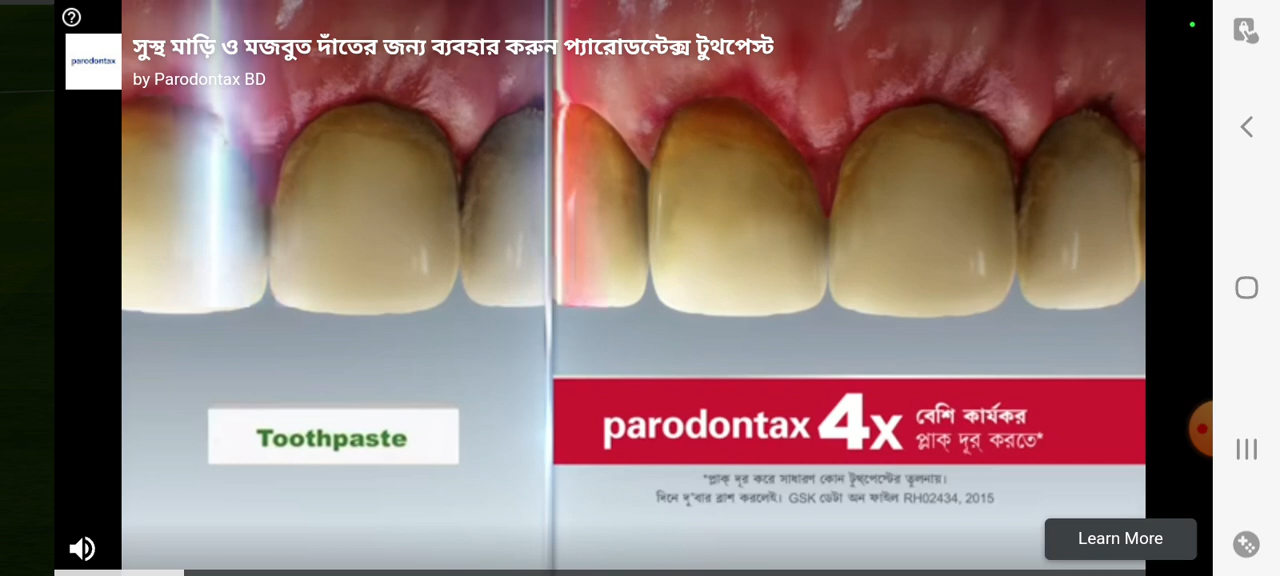 সুস্থ মাড়ি ও মজবুত দাঁতের জন্য ব্যবহার করুন প্যারোডন্টেক্স টুথপেস্ট
parodontax
by Parodontax BD
Toothpaste
parodontax 4x বেশি কার্যকর
প্লাক্ দূর করতে*
*প্লাক্ দূর করে সাধারণ কোন টুথ্‌পেস্টের তুলনায়।
দিনে দু'বার ব্রাশ করলেই। GSK ডেটা অন ফাইল RH02434, 2015
Learn More